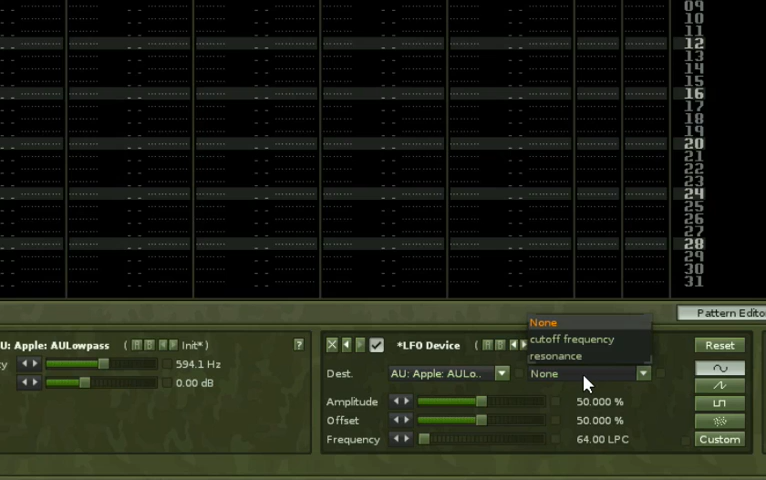 09
10
11
12
13
14
15
16
17
18
19
20
21
22
23
24
25
26
27
28
29
30
31
Pattern Edito
U: Apple: AULowpass ( Init* ) ?
y 594.1 Hz
0.00 dB
*LFO Device (
None
cutoff frequency
resonance
Reset
Dest. AU: Apple: AULo.. None
Amplitude 50.000 %
Offset 50.000 %
Frequency 64.00 LPC
Custom